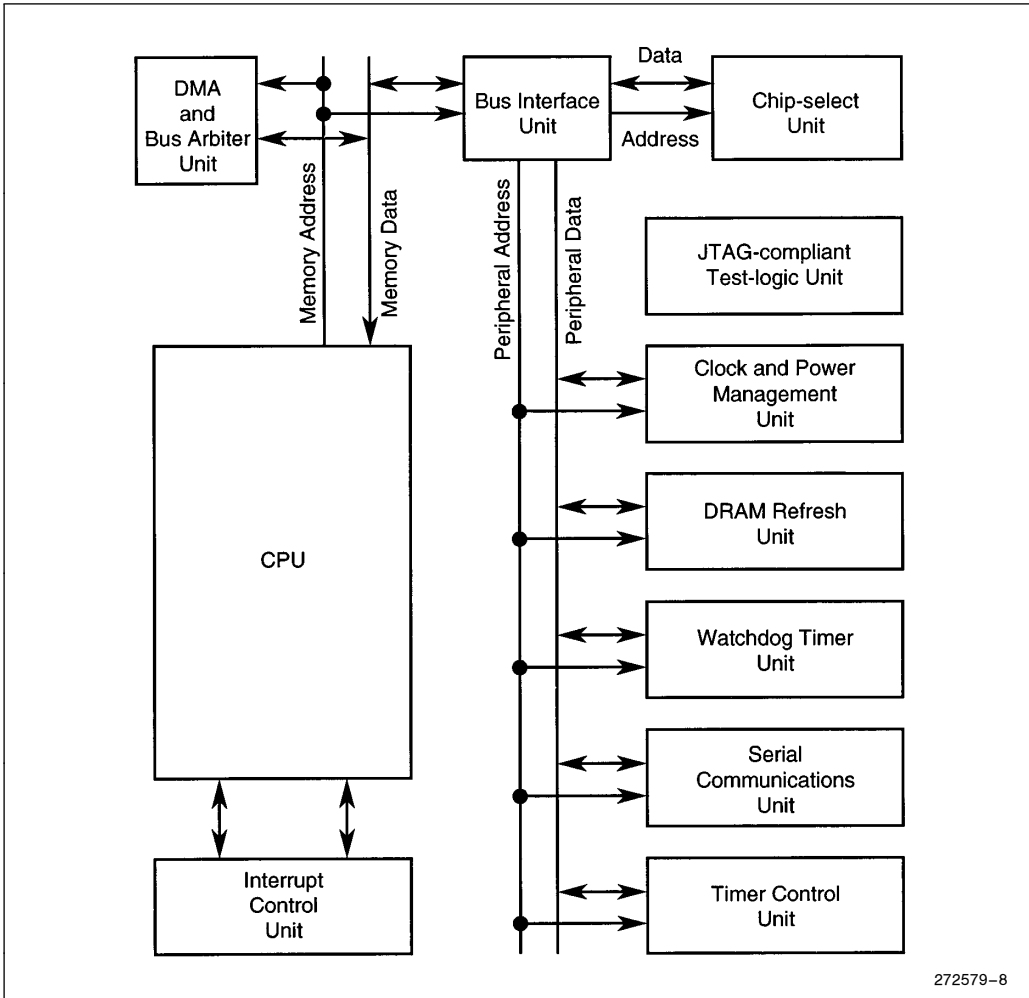 DMA
and
Bus Arbiter
Unit
Memory Address
Memory Data
Bus Interface
Unit
Data
Address
Chip-select
Unit
Peripheral Address
Peripheral Data
JTAG-compliant
Test-logic Unit
Clock and Power
Management
Unit
CPU
DRAM Refresh
Unit
Watchdog Timer
Unit
Serial
Communications
Unit
Interrupt
Control
Unit
Timer Control
Unit
272579-8